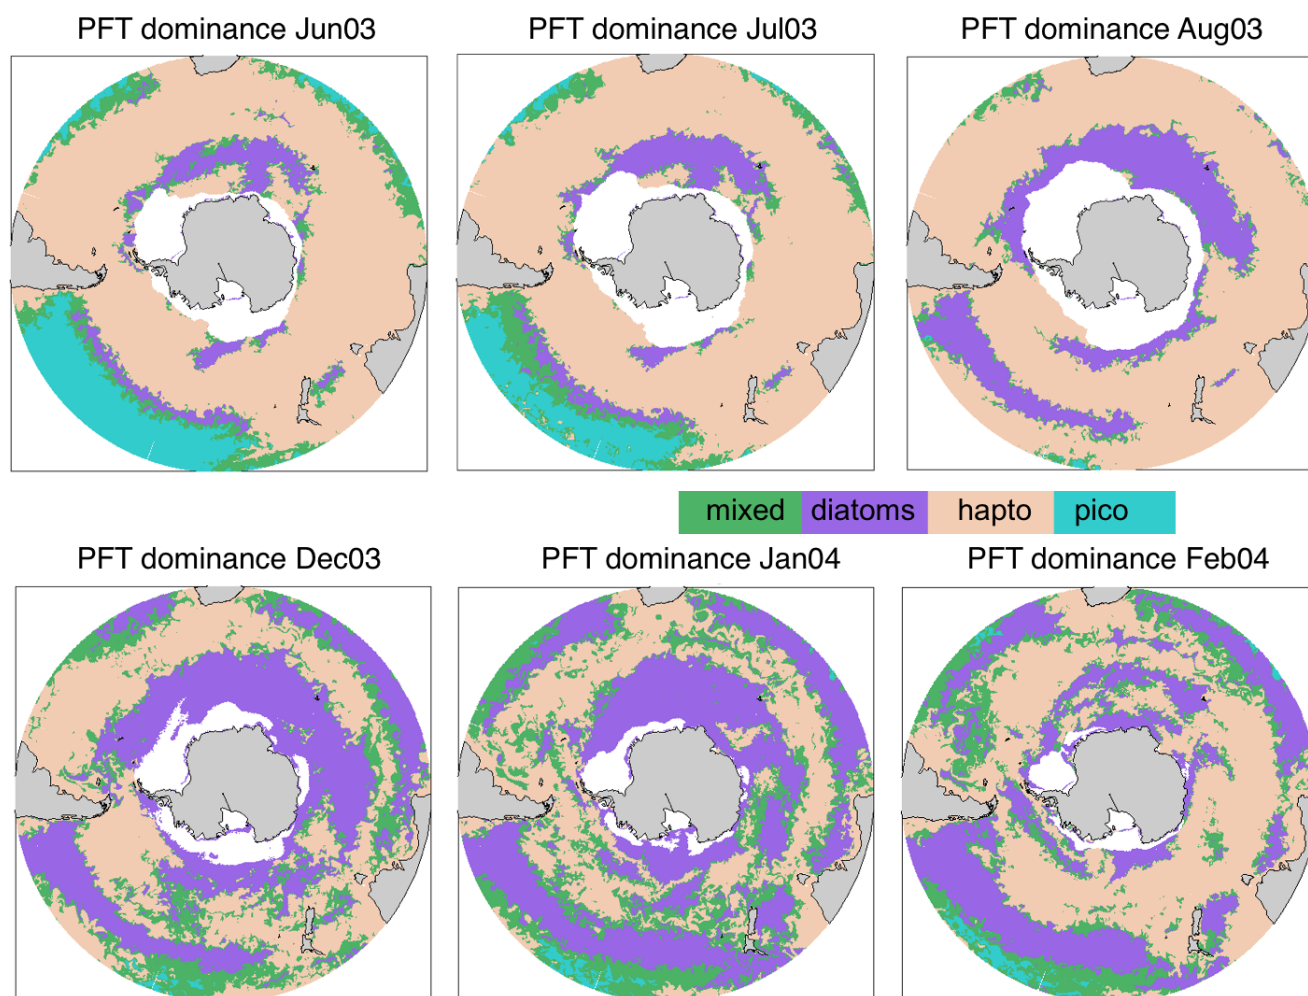 PFT dominance Jun03
PFT dominance Jul03
PFT dominance Aug03
mixed diatoms hapto pico
PFT dominance Dec03
PFT dominance Jan04
PFT dominance Feb04